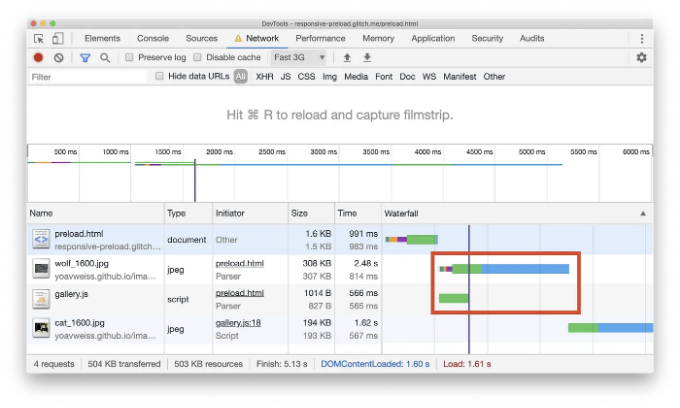 DevTools - responsive-preload.glitch.me/preload.html
Elements Console Sources Network Performance Memory Application Security Audits
Preserve log Disable cache Fast 3G
Filter Hide data URLs All XHR JS CSS Img Media Font Doc WS Manifest Other
Hit ⌘ R to reload and capture filmstrip.
500 ms 1000 ms 1500 ms 2000 ms 2500 ms 3000 ms 3500 ms 4000 ms 4500 ms 5000 ms 5500 ms 6000 ms
Name Type Initiator Size Time Waterfall
preload.html document Other 1.6 KB 991 ms
responsive-preload.glitch... 1.5 KB 983 ms
wolf_1600.jpg jpeg preload.html 308 KB 2.48 s
yoavweiss.github.io/ima... Parser 307 KB 814 ms
gallery.js script preload.html 1014 B 566 ms
responsive-preload.glitch... Parser 827 B 565 ms
cat_1600.jpg jpeg gallery.js:18 194 KB 1.62 s
yoavweiss.github.io/ima... Script 193 KB 567 ms
4 requests 504 KB transferred 503 KB resources Finish: 5.13 s DOMContentLoaded: 1.60 s Load: 1.61 s